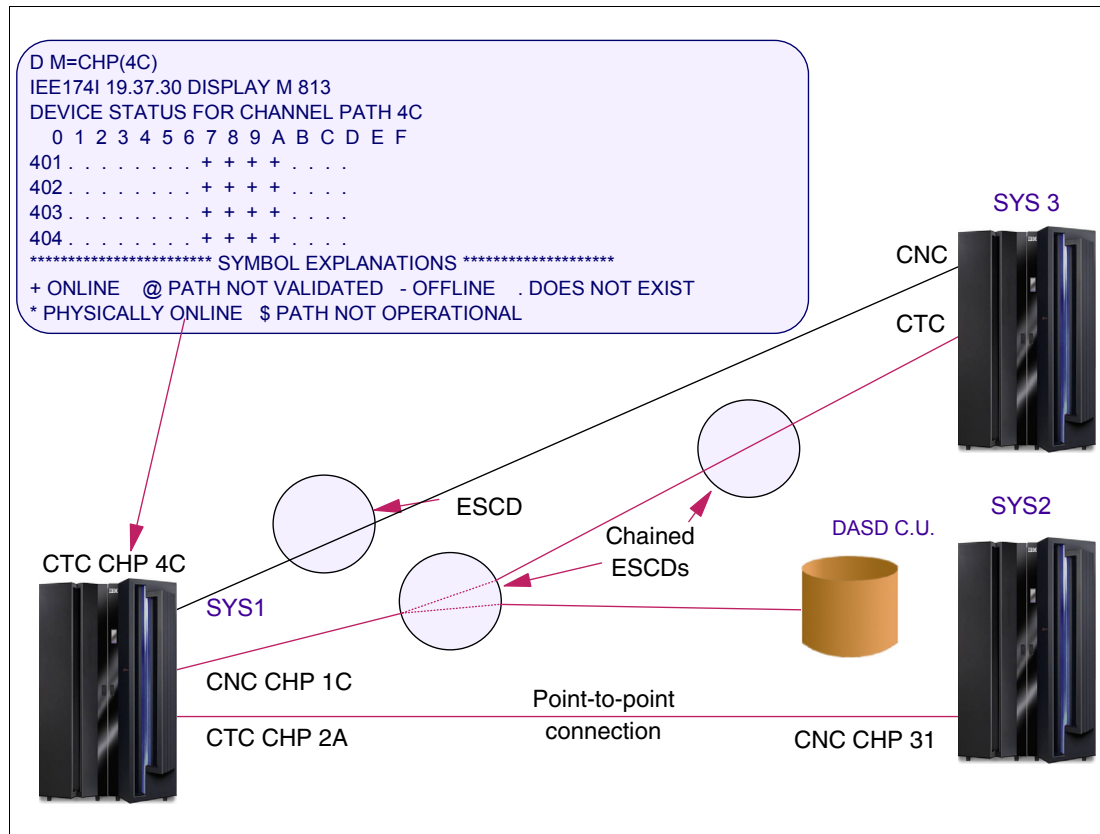 D M=CHP(4C)
IEE174I 19.37.30 DISPLAY M 813
DEVICE STATUS FOR CHANNEL PATH 4C
0 1 2 3 4 5 6 7 8 9 A B C D E F
401 . . . . . . . . + + + + . . . .
402 . . . . . . . . + + + + . . . .
403 . . . . . . . . + + + + . . . .
404 . . . . . . . . + + + + . . . .
************************ SYMBOL EXPLANATIONS ********************
+ ONLINE @ PATH NOT VALIDATED - OFFLINE . DOES NOT EXIST
* PHYSICALLY ONLINE $ PATH NOT OPERATIONAL
SYS 3
CNC
CTC
ESCD
Chained
ESCDs
SYS2
DASD C.U.
CTC CHP 4C
SYS1
CNC CHP 1C
Point-to-point
connection
CTC CHP 2A
CNC CHP 31